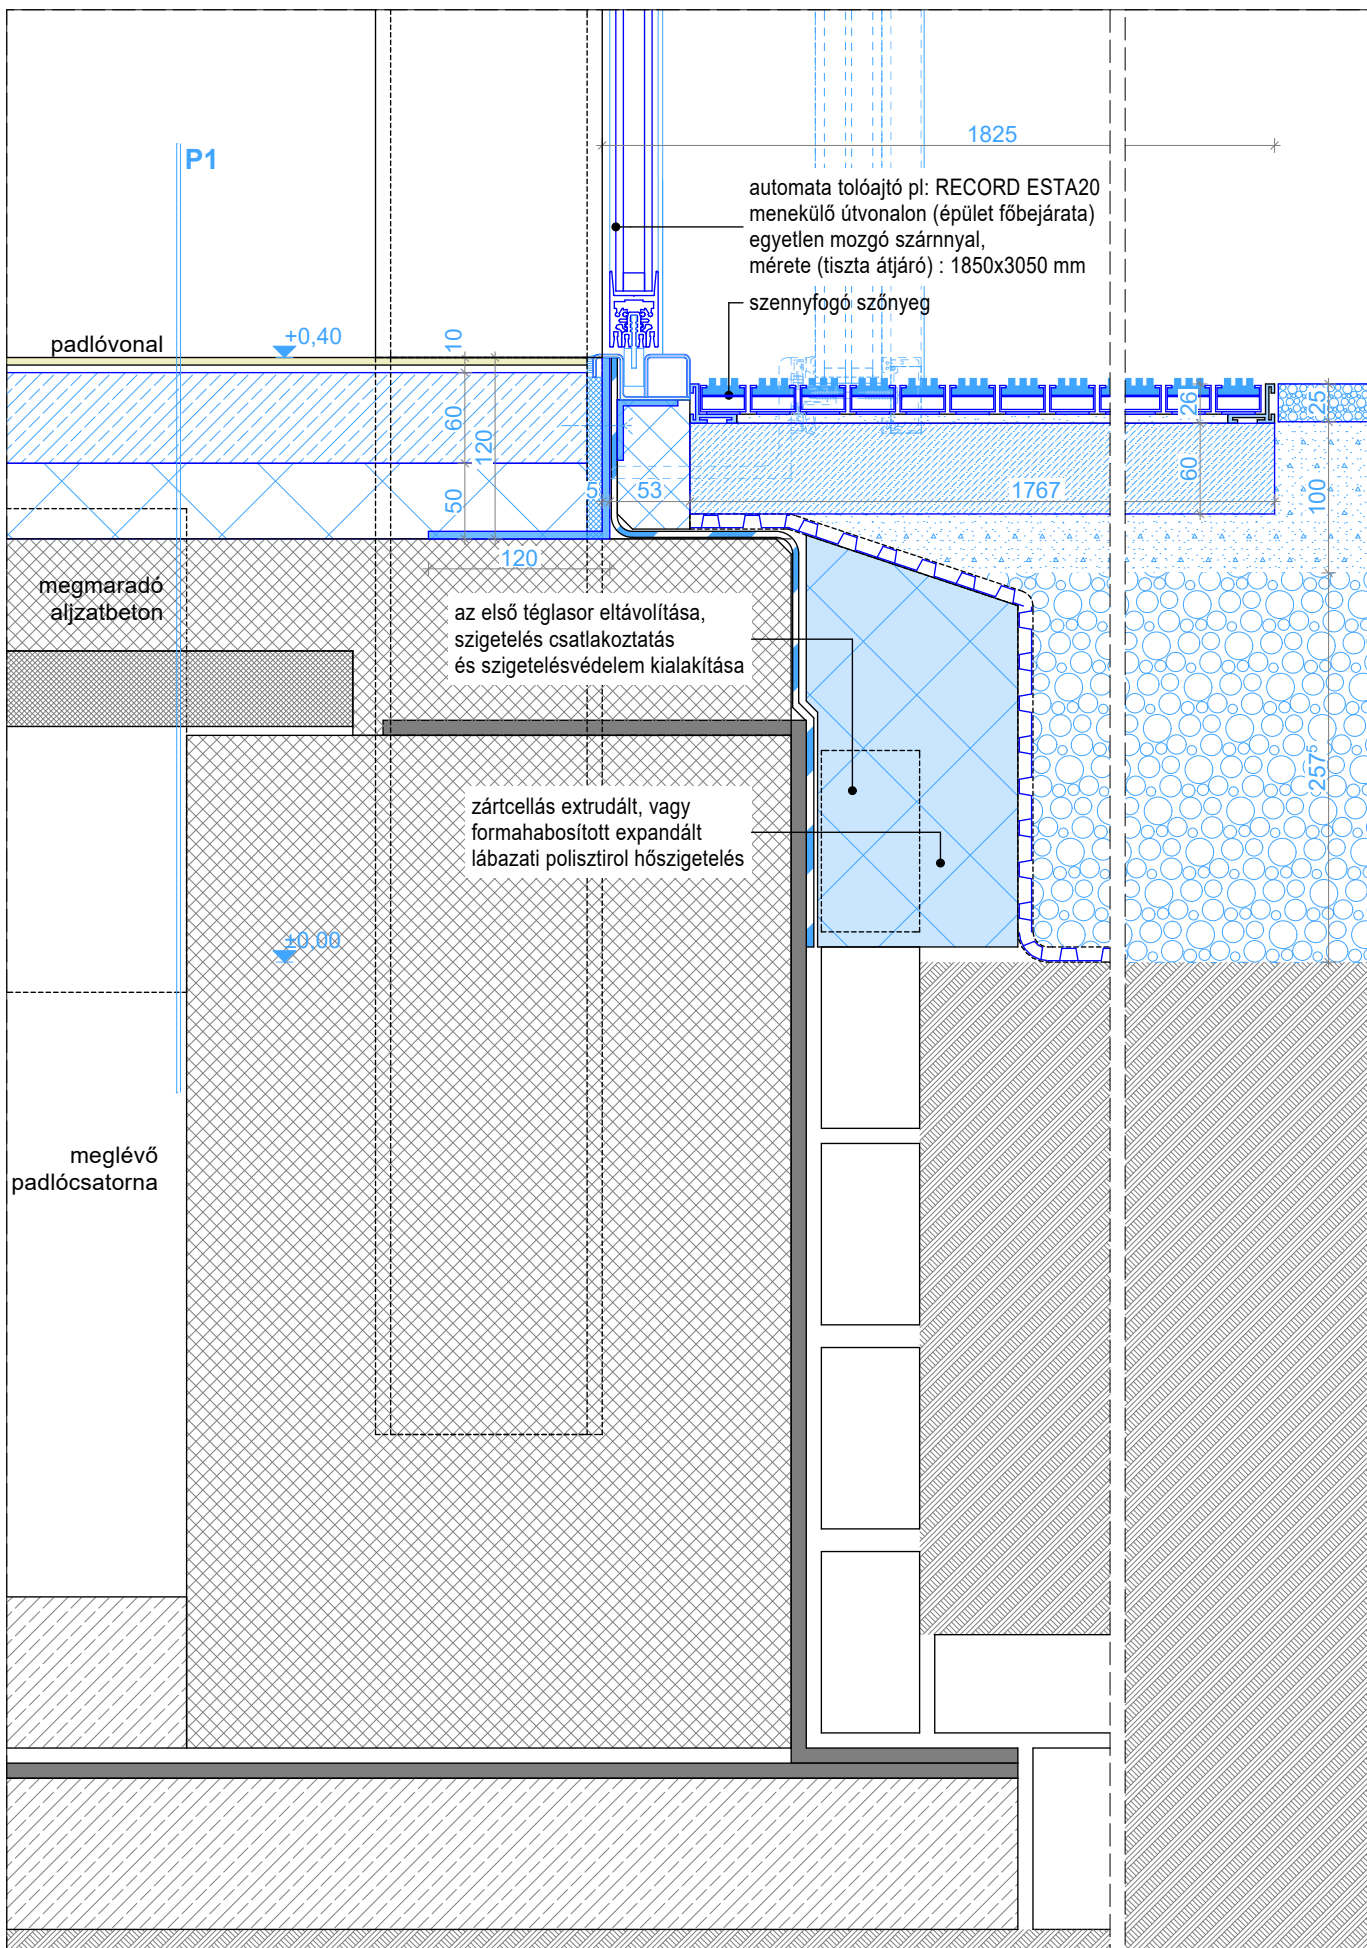 1825
P1
automata tolóajtó pl: RECORD ESTA20
menekülő útvonalon (épület főbejárata)
egyetlen mozgó szárnnyal,
mérete (tiszta átjáró) : 1850x3050 mm
szennyfogó szőnyeg
padlóvonal
+0,40
10
60
120
50
5
53
1767
26
60
25
100
120
megmaradó
aljzatbeton
az első téglasor eltávolítása,
szigetelés csatlakoztatás
és szigetelésvédelem kialakítása
257⁵
zártcellás extrudált, vagy
formahabosított expandált
lábazati polisztirol hőszigetelés
±0,00
meglévő
padlócsatorna